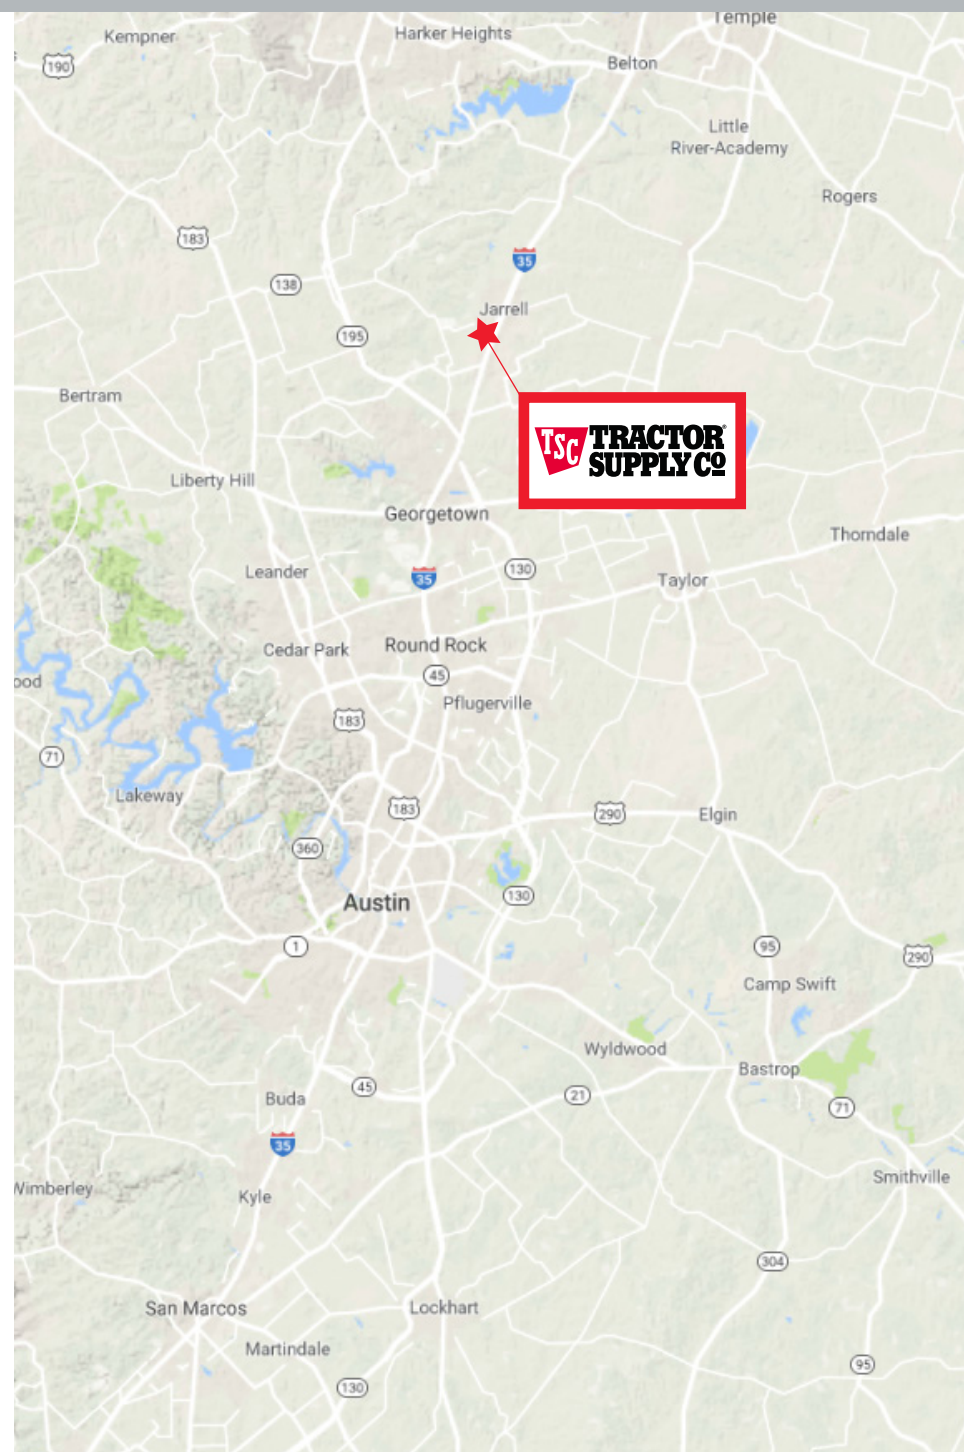 Temple
Kempner
Harker Heights
190
Belton
Little
River-Academy
Rogers
183
35
138
Jarrell
195
Bertram
TSC TRACTOR
SUPPLY CO
Liberty Hill
Georgetown
Thorndale
130
Leander
35
Taylor
Cedar Park
Round Rock
45
ood
Pflugerville
183
71
Lakeway
183
290
Elgin
360
130
Austin
1
95
290
Camp Swift
Wyldwood
Bastrop
45
21
Buda
71
35
Smithville
Wimberley
Kyle
304
San Marcos
Lockhart
Martindale
95
130